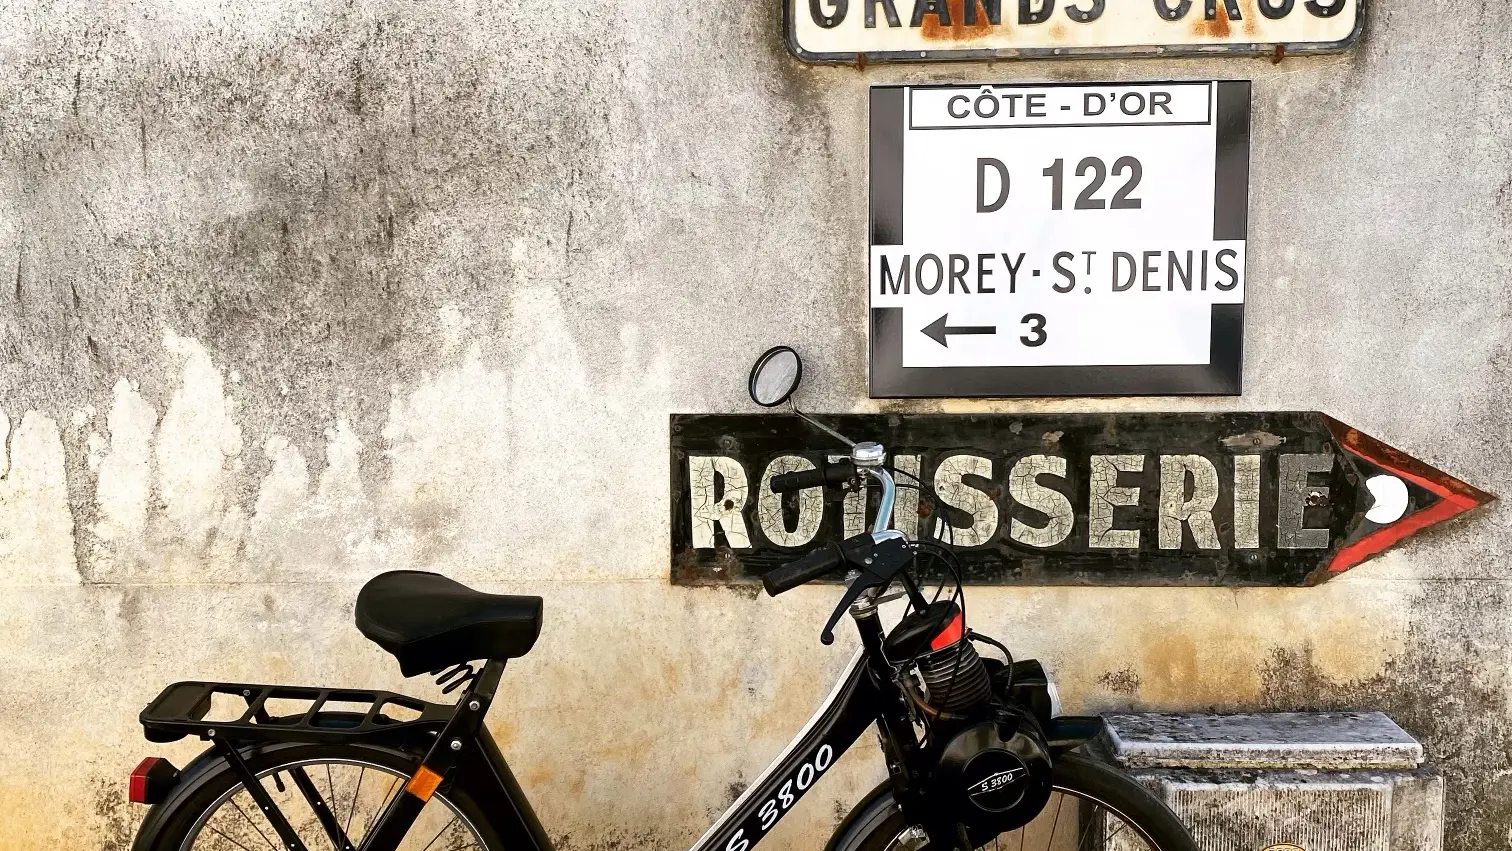 GRANDS CRUS
CÔTE - D'OR
D 122
MOREY-ST. DENIS
← 3
ROTISSERIE
S 3800
S 3800